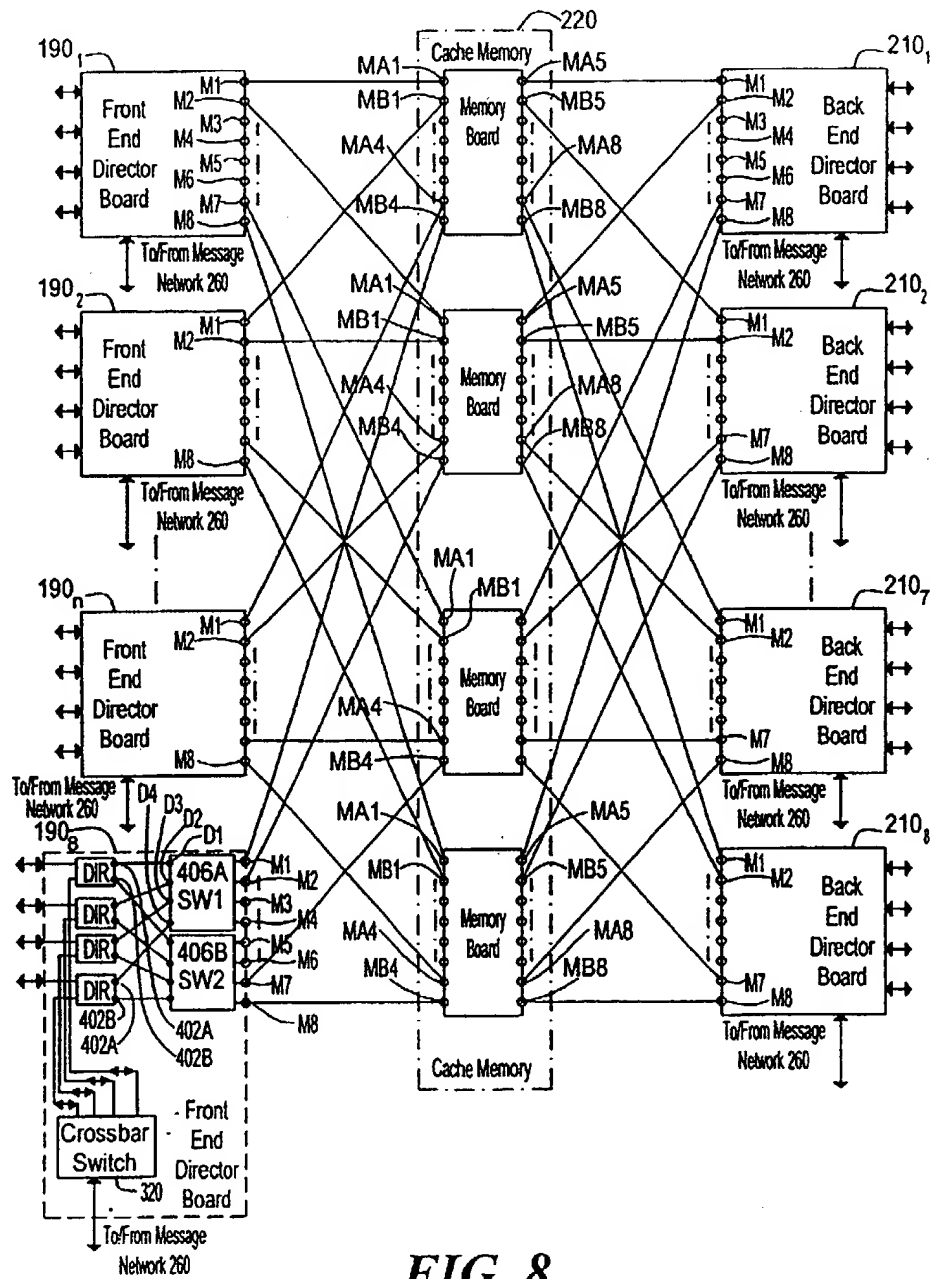 220
190₁
Cache Memory
210₁
Front
End
Director
Board
M1
M2
M3
M4
M5
M6
M7
M8
MA1
MB1
MA4
MB4
Memory
Board
MA5
MB5
MA8
MB8
M1
M2
M3
M4
M5
M6
M7
M8
Back
End
Director
Board
To/From Message
Network 260
To/From Message
Network 260
190₂
210₂
Front
End
Director
Board
M1
M2
M8
MA1
MB1
MA4
MB4
Memory
Board
MA5
MB5
MA8
MB8
M1
M2
M7
M8
Back
End
Director
Board
To/From Message
Network 260
To/From Message
Network 260
190n
210₇
Front
End
Director
Board
M1
M2
M8
MA1
MB1
MA4
MB4
Memory
Board
M1
M2
M7
M8
Back
End
Director
Board
To/From Message
Network 260
To/From Message
Network 260
190₈
210₈
D4
D3
D2
D1
DIR
DIR
DIR
DIR
406A
SW1
406B
SW2
M1
M2
M3
M4
M5
M6
M7
M8
402B
402A
402A
402B
MA1
MB1
MA4
MB4
Memory
Board
MA5
MB5
MA8
MB8
M1
M2
M7
M8
Back
End
Director
Board
To/From Message
Network 260
Cache Memory
Crossbar
Switch
320
Front
End
Director
Board
To/From Message
Network 260
FIG. 8